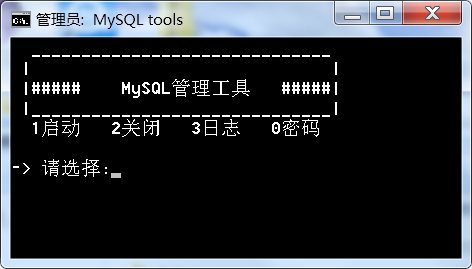 管理员: MySQL tools
##### MySQL管理工具 #####
1启动 2关闭 3日志 0密码
-> 请选择: